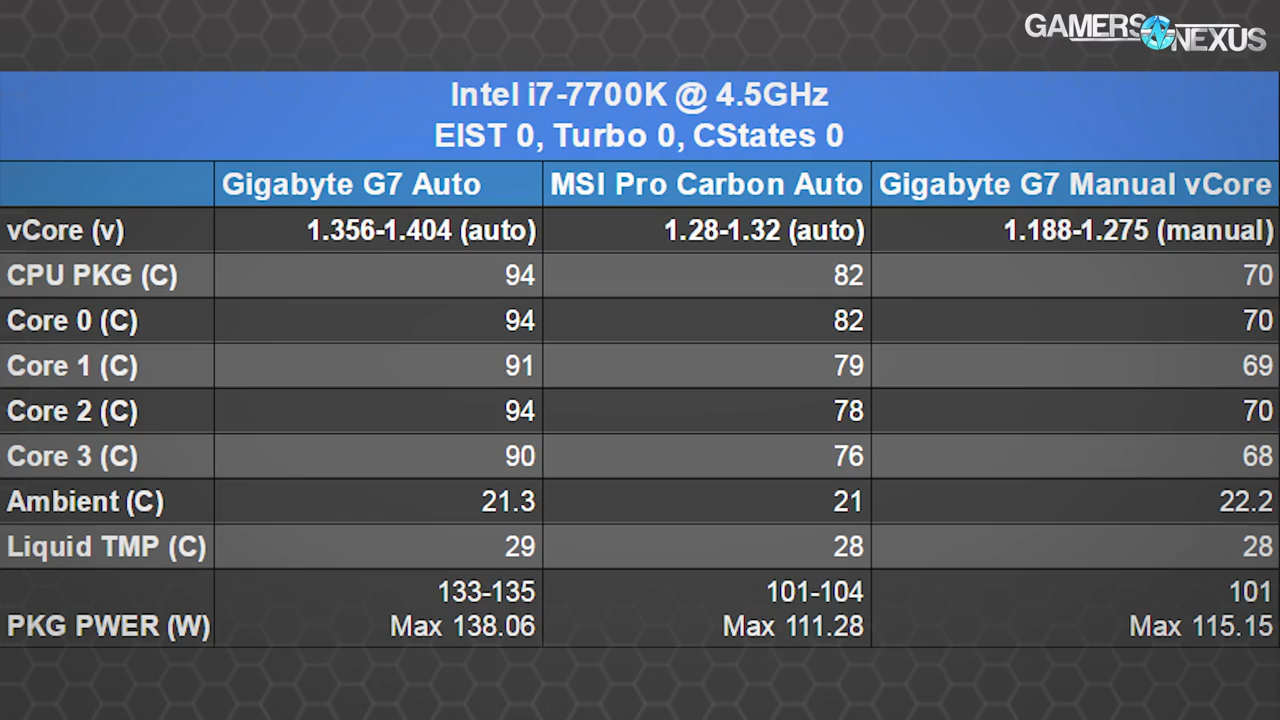 GAMERS NEXUS
Intel i7-7700K @ 4.5GHz
EIST 0, Turbo 0, CStates 0
Gigabyte G7 Auto MSI Pro Carbon Auto Gigabyte G7 Manual vCore
vCore (v) 1.356-1.404 (auto) 1.28-1.32 (auto) 1.188-1.275 (manual)
CPU PKG (C) 94 82 70
Core 0 (C) 94 82 70
Core 1 (C) 91 79 69
Core 2 (C) 94 78 70
Core 3 (C) 90 76 68
Ambient (C) 21.3 21 22.2
Liquid TMP (C) 29 28 28
133-135 101-104 101
PKG PWER (W) Max 138.06 Max 111.28 Max 115.15